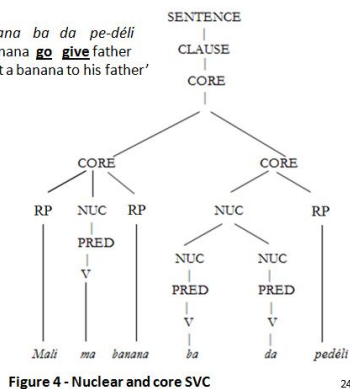 SENTENCE
ana ba da pe-déli
nana go give father
CLAUSE
t a banana to his father’
CORE
CORE CORE
RP NUC RP NUC RP
PRED NUC NUC
V PRED PRED
V V
Mali ma banana ba da pedéli
Figure 4 - Nuclear and core SVC
24